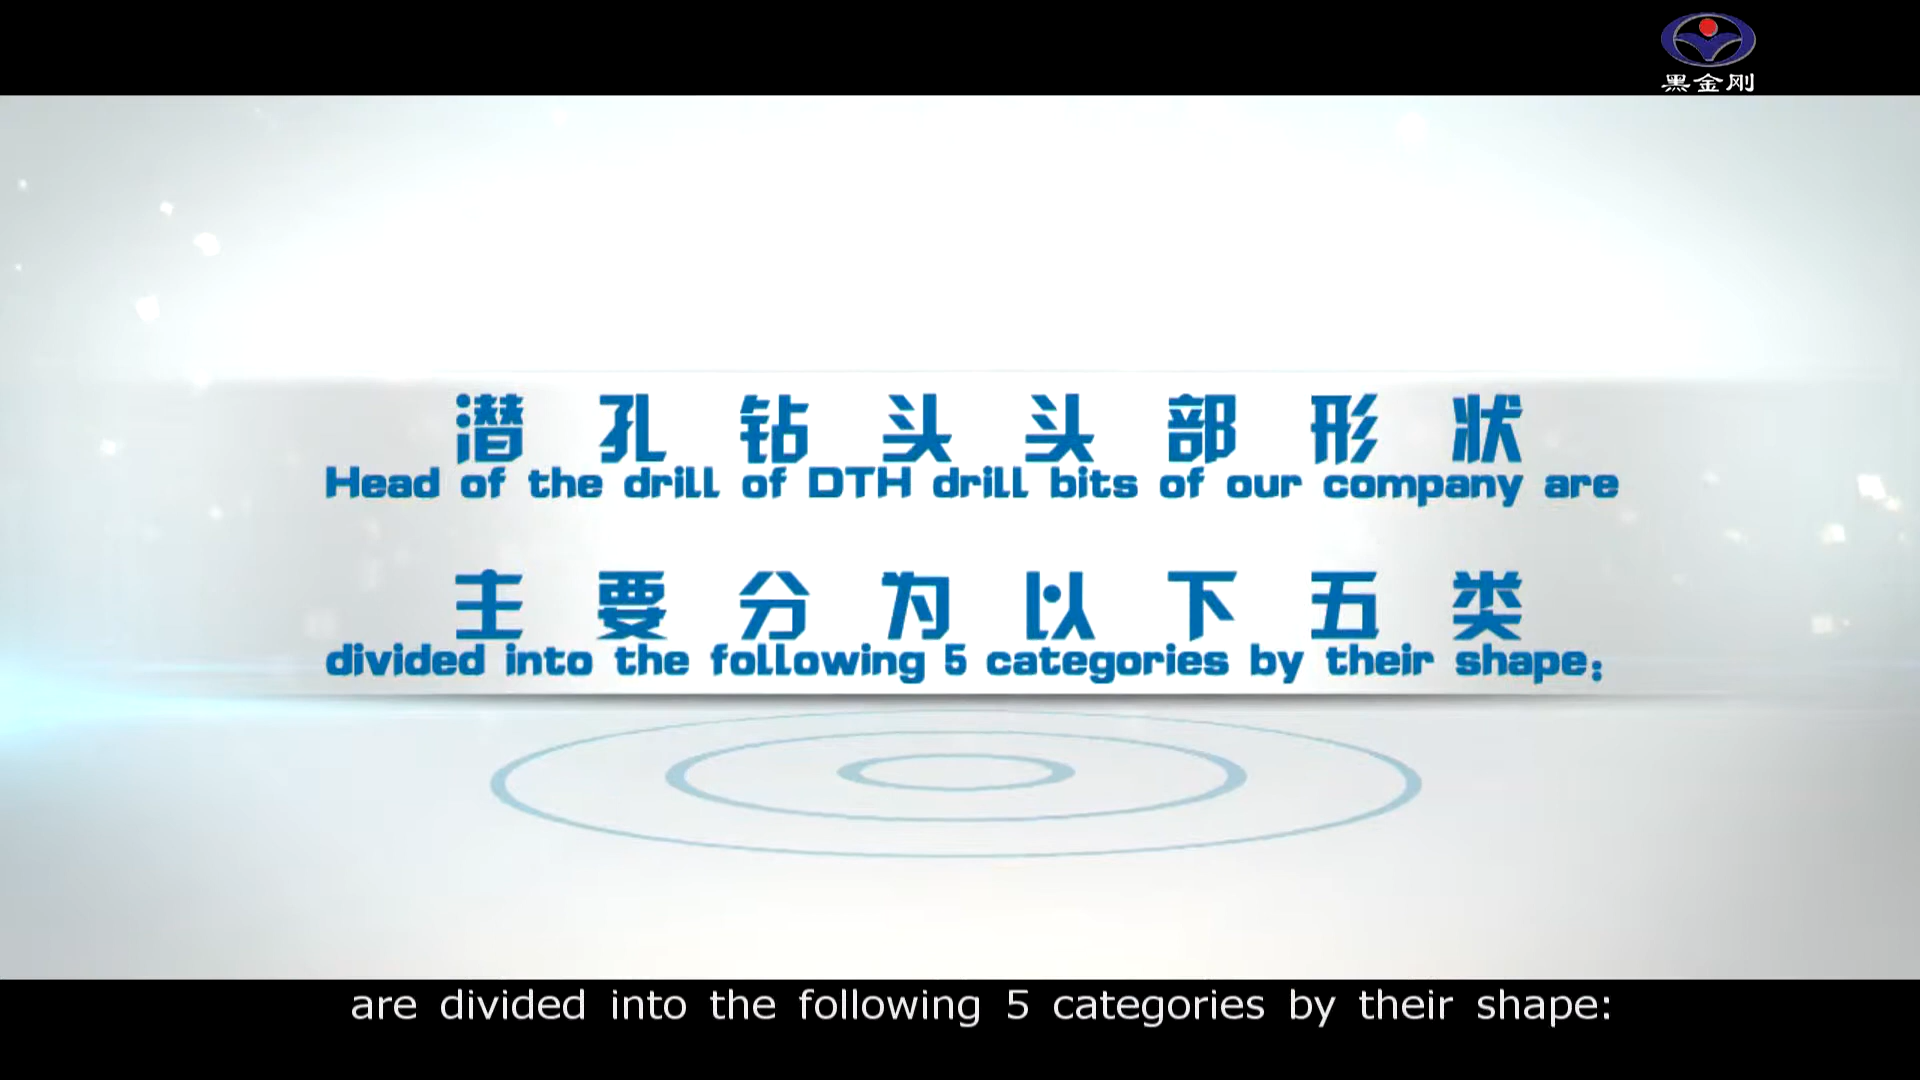 黑金刚
潜孔钻头头部形状
Head of the drill of DTH drill bits of our company are
主要分为以下五类
divided into the following 5 categories by their shape:
are divided into the following 5 categories by their shape: